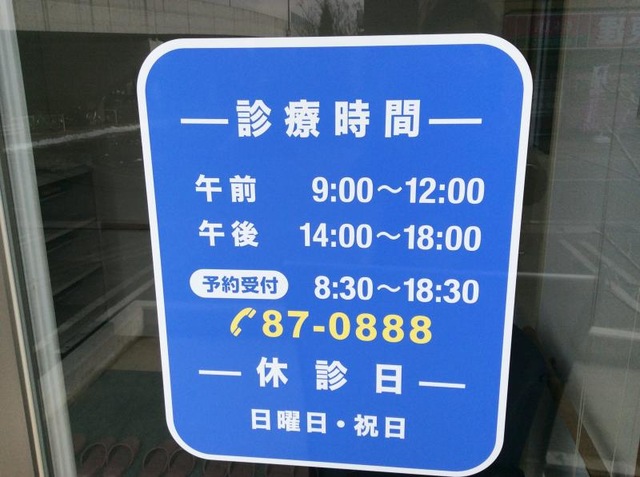 診療時間
午前 9:00〜12:00
午後 14:00〜18:00
予約受付 8:30〜18:30
87-0888
休診日
日曜日・祝日